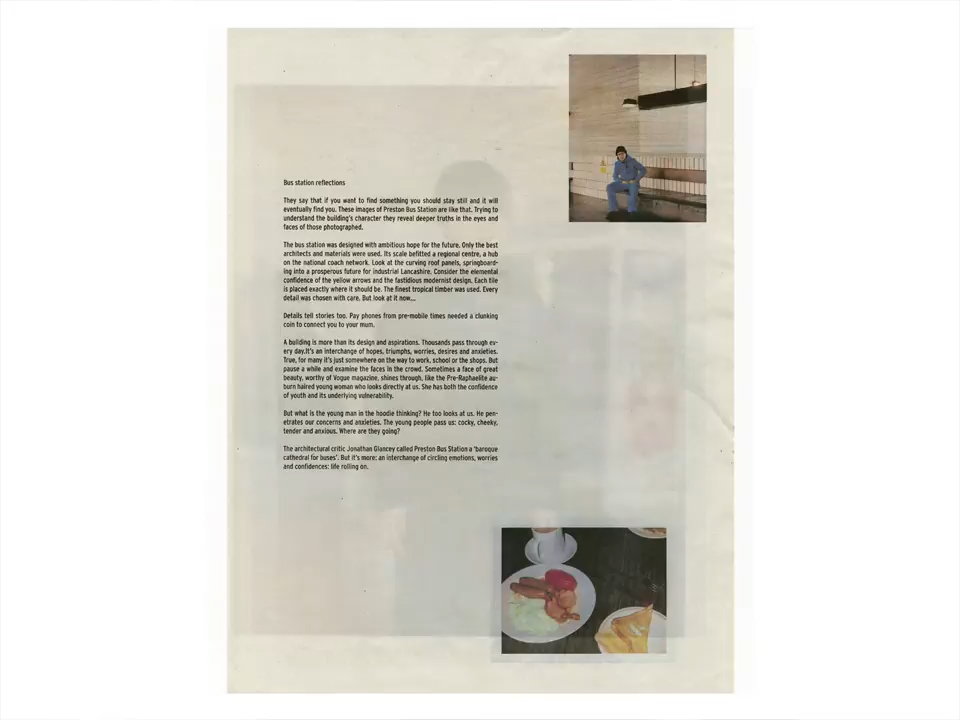 Bus station reflections
They say that if you want to find something you should stay still and it will
eventually find you. These images of Preston Bus Station are like that. Trying to
understand the building's character they reveal deeper truths in the eyes and
faces of those photographed.
The bus station was designed with ambitious hope for the future. Only the best
architects and materials were used. Its scale befitted a regional centre, a hub
on the national coach network. Look at the curving roof panels, springboard-
ing into a prosperous future for industrial Lancashire. Consider the elemental
confidence of the yellow arrows and the fastidious modernist design. Each tile
is placed exactly where it should be. The finest tropical timber was used. Every
detail was chosen with care. But look at it now...
Details tell stories too. Pay phones from pre-mobile times needed a clunking
coin to connect you to your mum.
A building is more than its design and aspirations. Thousands pass through ev-
ery day.It's an interchange of hopes, triumphs, worries, desires and anxieties.
True, for many it's just somewhere on the way to work, school or the shops. But
pause a while and examine the faces in the crowd. Sometimes a face of great
beauty, worthy of Vogue magazine, shines through, like the Pre-Raphaelite au-
burn haired young woman who looks directly at us. She has both the confidence
of youth and its underlying vulnerability.
But what is the young man in the hoodie thinking? He too looks at us. He pen-
etrates our concerns and anxieties. The young people pass us: cocky, cheeky,
tender and anxious. Where are they going?
The architectural critic Jonathan Glancey called Preston Bus Station a 'baroque
cathedral for buses'. But it's more; an interchange of circling emotions, worries
and confidences: life rolling on.